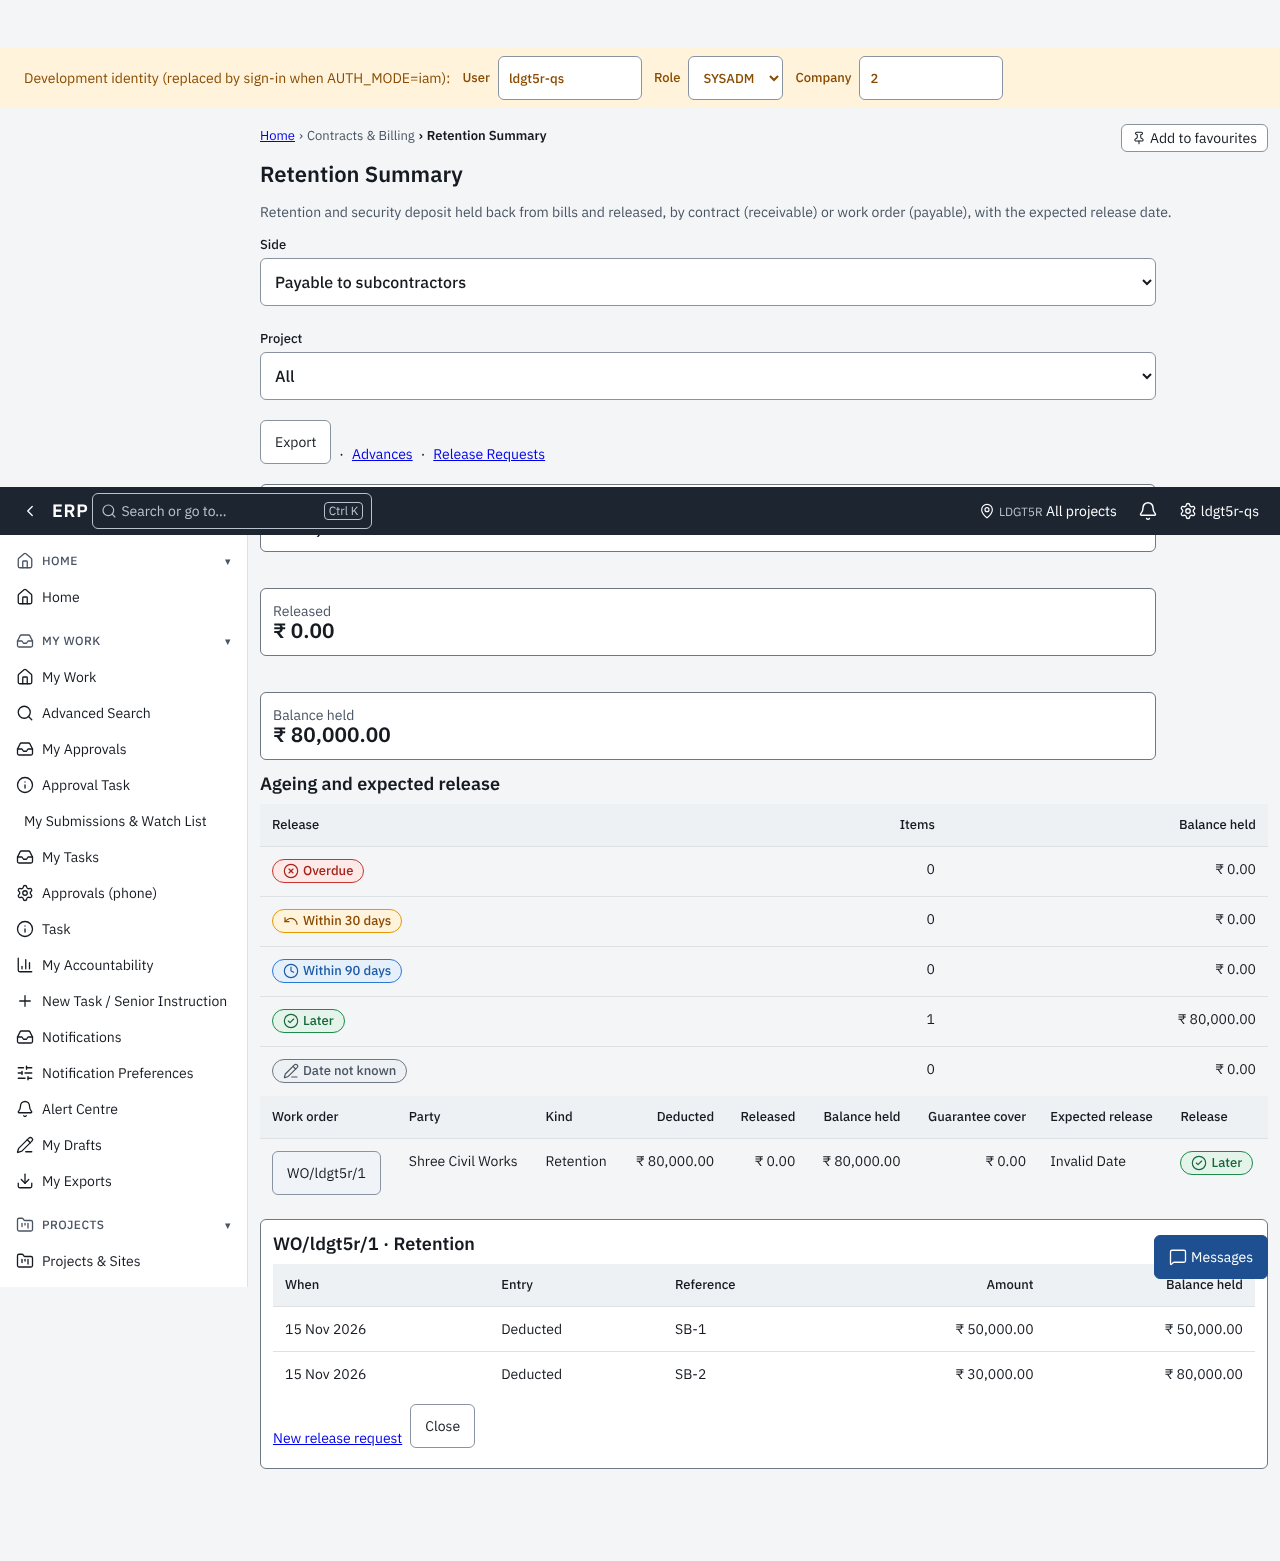 Development identity (replaced by sign-in when AUTH_MODE=iam): User ldgt5r-qs Role SYSADM Company 2
Home › Contracts & Billing › Retention Summary
Add to favourites
Retention Summary
Retention and security deposit held back from bills and released, by contract (receivable) or work order (payable), with the expected release date.
Side
Payable to subcontractors
Project
All
Export · Advances · Release Requests
ERP Search or go to... Ctrl K LDGT5R All projects ldgt5r-qs
HOME
Home
MY WORK
My Work
Advanced Search
My Approvals
Approval Task
My Submissions & Watch List
My Tasks
Approvals (phone)
Task
My Accountability
New Task / Senior Instruction
Notifications
Notification Preferences
Alert Centre
My Drafts
My Exports
PROJECTS
Projects & Sites
Released
₹ 0.00
Balance held
₹ 80,000.00
Ageing and expected release
Release Items Balance held
Overdue 0 ₹ 0.00
Within 30 days 0 ₹ 0.00
Within 90 days 0 ₹ 0.00
Later 1 ₹ 80,000.00
Date not known 0 ₹ 0.00
Work order Party Kind Deducted Released Balance held Guarantee cover Expected release Release
WO/ldgt5r/1 Shree Civil Works Retention ₹ 80,000.00 ₹ 0.00 ₹ 80,000.00 ₹ 0.00 Invalid Date Later
WO/ldgt5r/1 · Retention
Messages
When Entry Reference Amount Balance held
15 Nov 2026 Deducted SB-1 ₹ 50,000.00 ₹ 50,000.00
15 Nov 2026 Deducted SB-2 ₹ 30,000.00 ₹ 80,000.00
New release request Close